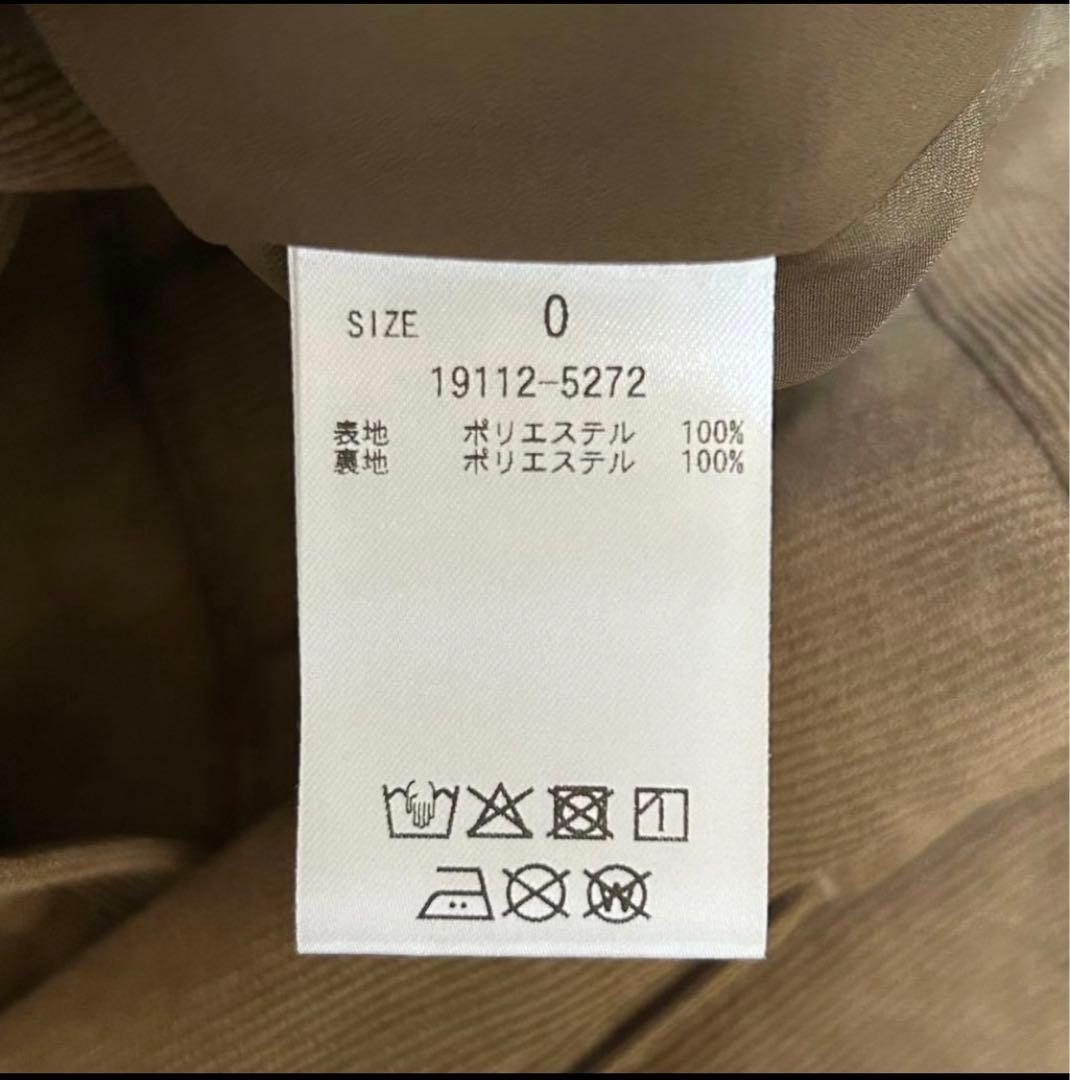 SIZE 0
19112-5272
表地 ポリエステル 100%
裏地 ポリエステル 100%
W